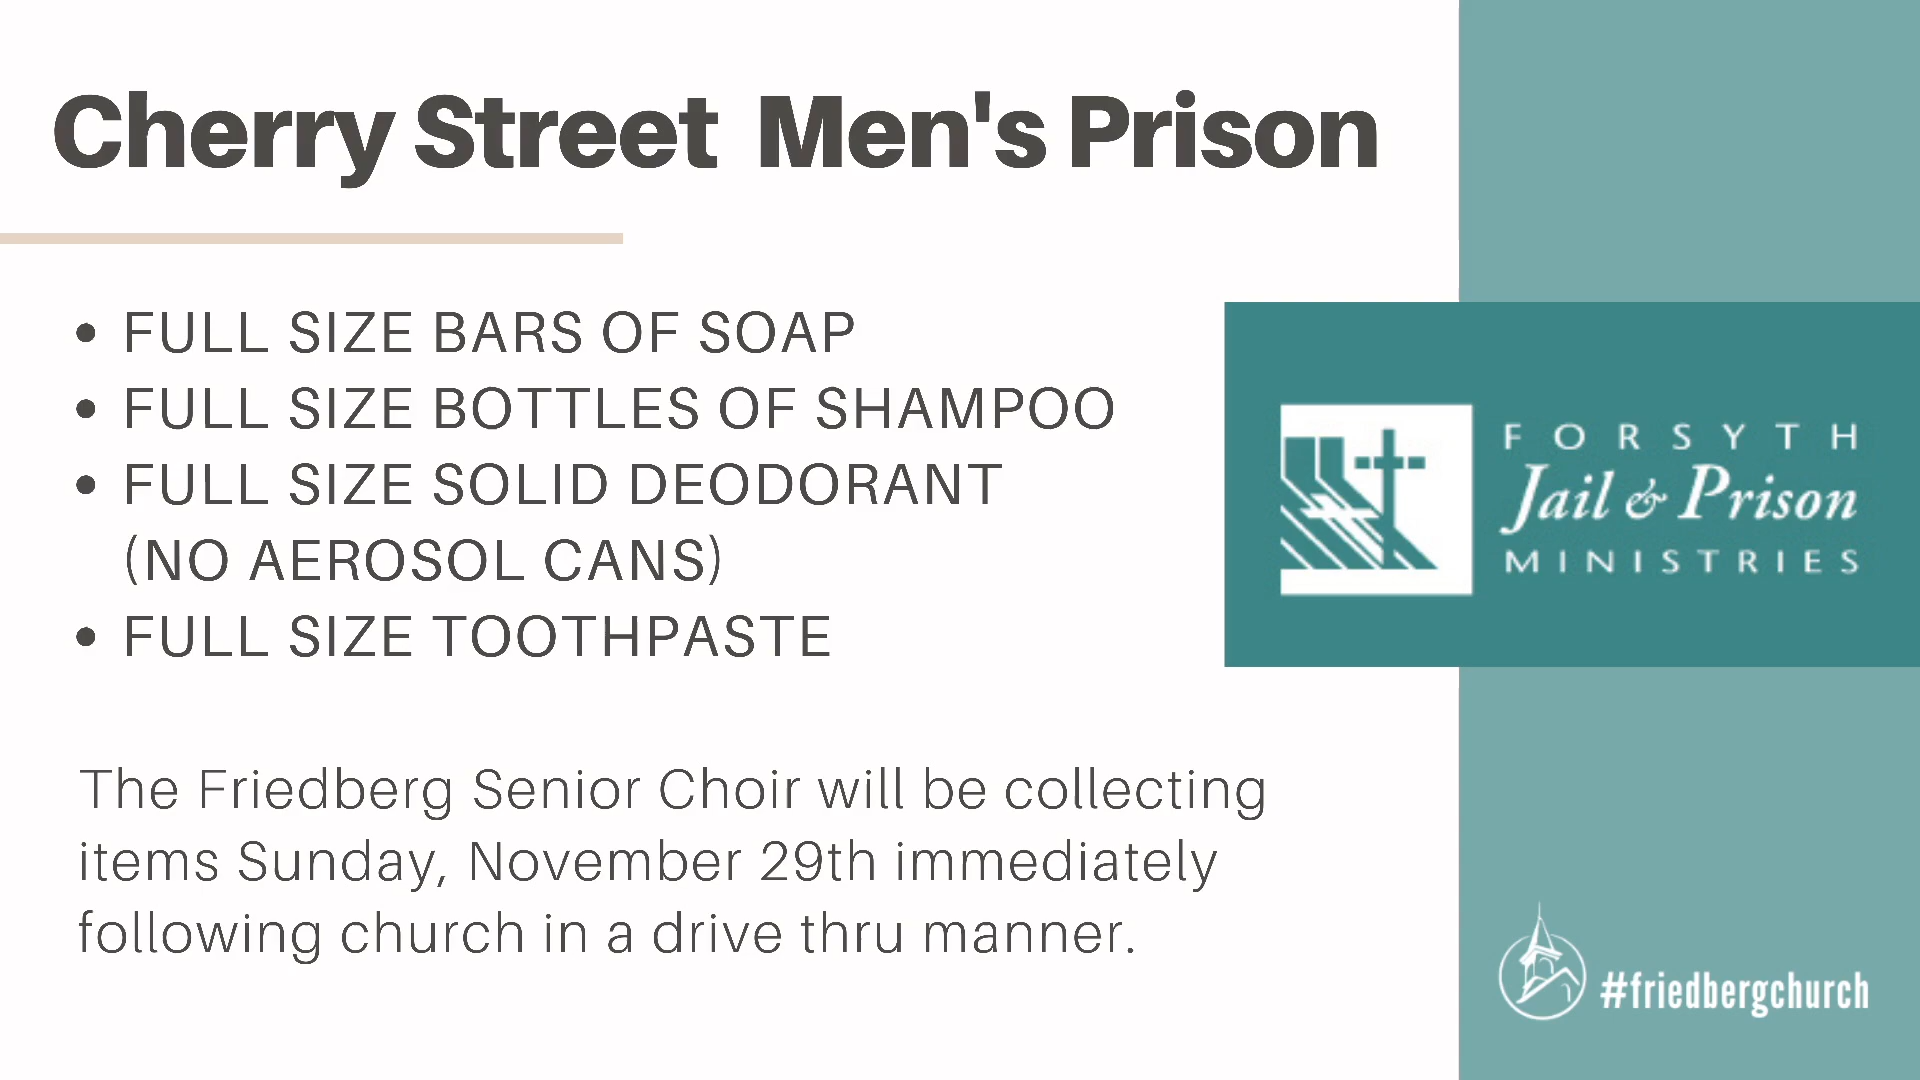 Cherry Street Men's Prison
• FULL SIZE BARS OF SOAP
• FULL SIZE BOTTLES OF SHAMPOO
• FULL SIZE SOLID DEODORANT
(NO AEROSOL CANS)
• FULL SIZE TOOTHPASTE
The Friedberg Senior Choir will be collecting
items Sunday, November 29th immediately
following church in a drive thru manner.
FORSYTH
Jail & Prison
MINISTRIES
#friedbergchurch